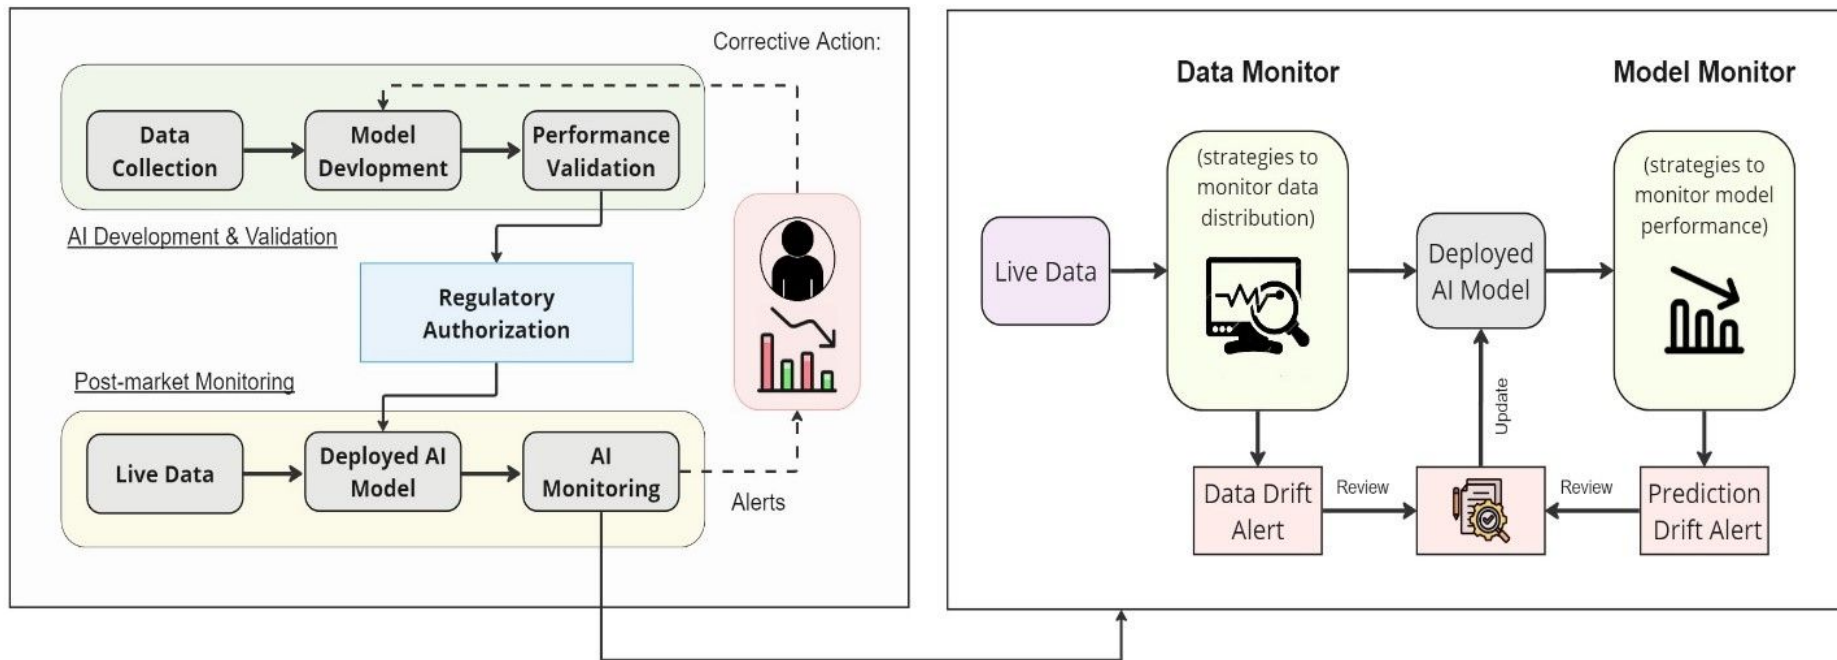 Corrective Action:
Data
Collection
Model
Devlopment
Performance
Validation
AI Development & Validation
Regulatory
Authorization
Post-market Monitoring
Live Data
Deployed AI
Model
AI
Monitoring
Alerts
Data Monitor
Model Monitor
(strategies to
monitor data
distribution)
(strategies to
monitor model
performance)
Live Data
Deployed
AI Model
Update
Data Drift
Alert
Review
Review
Prediction
Drift Alert